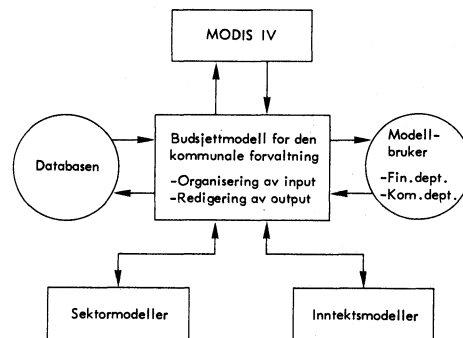 MODIS IV
Budsjettmodell for den
kommunale forvaltning
-Organisering av input
-Redigering av output
Databasen
Modell-
bruker
-Fin.dept.
-Kom.dept.
Sektormodeller
Inntektsmodeller